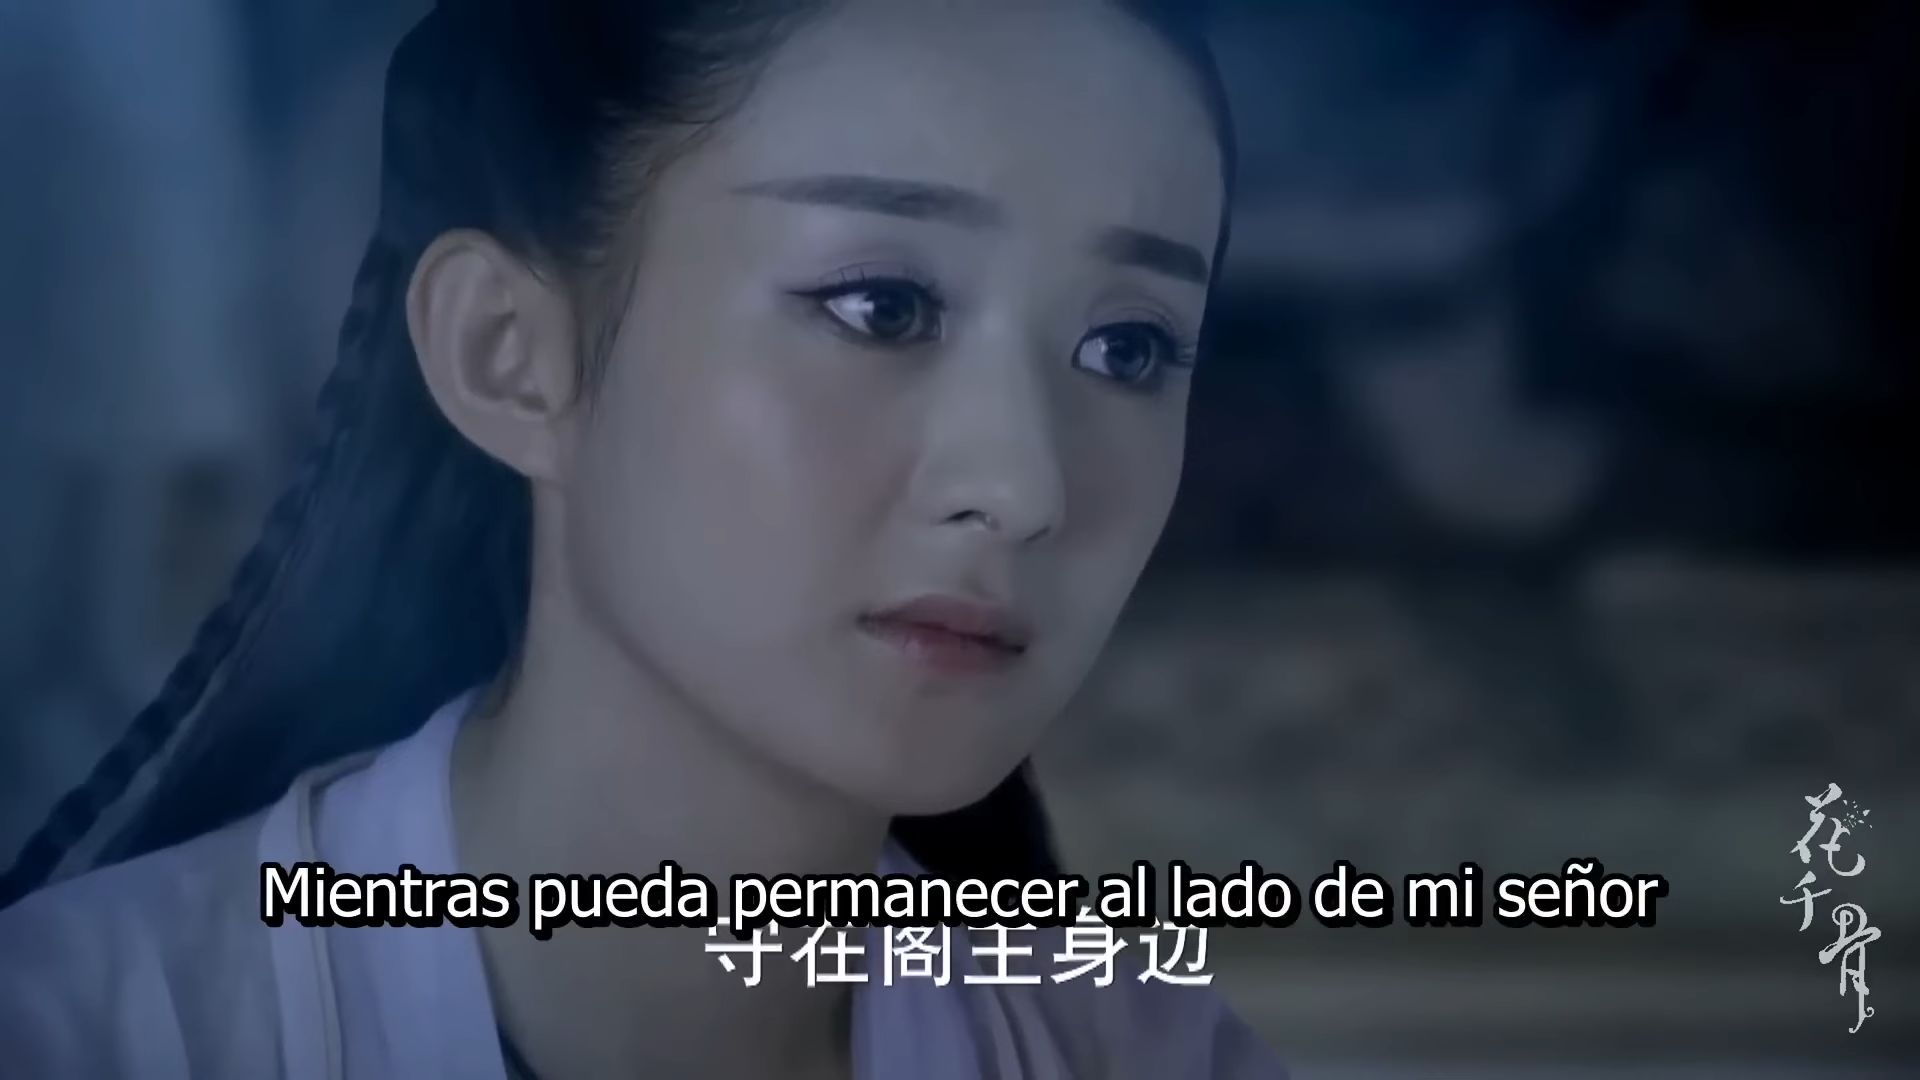 Mientras pueda permanecer al lado de mi señor
守在阁主身边
花千骨